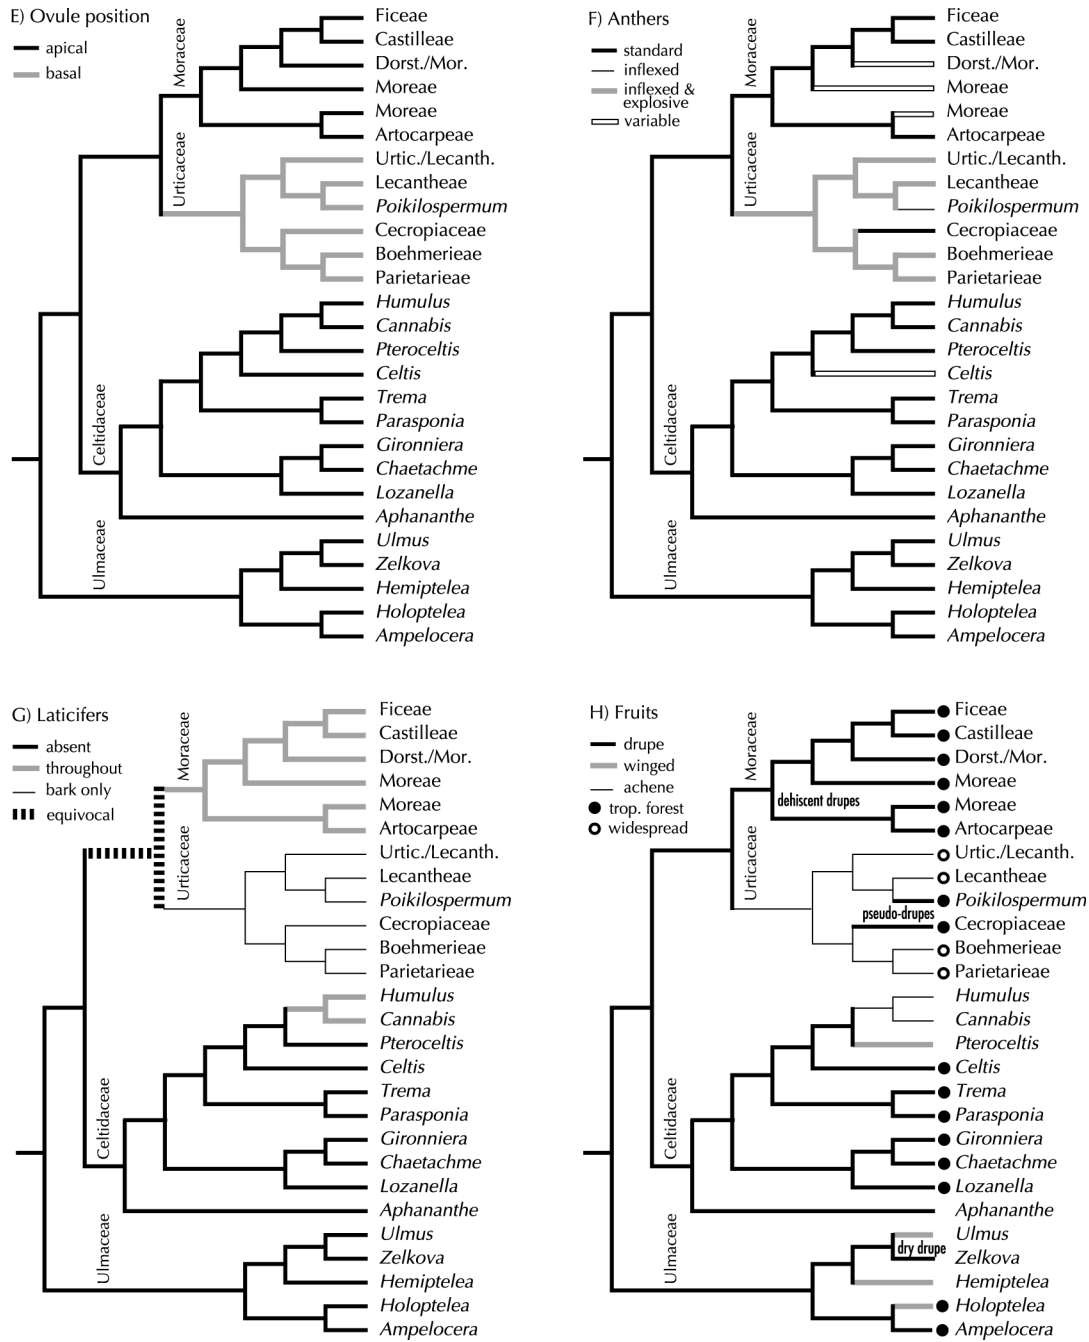 E) Ovule position
apical
basal
Moraceae
Urticaceae
Celtidaceae
Ulmaceae
Ficeae
Castilleae
Dorst./Mor.
Moreae
Moreae
Artocarpeae
Urtic./Lecanth.
Lecantheae
Poikilospermum
Cecropiaceae
Boehmerieae
Parietarieae
Humulus
Cannabis
Pteroceltis
Celtis
Trema
Parasponia
Gironniera
Chaetachme
Lozanella
Aphananthe
Ulmus
Zelkova
Hemiptelea
Holoptelea
Ampelocera
F) Anthers
standard
inflexed
inflexed &
explosive
variable
Moraceae
Urticaceae
Celtidaceae
Ulmaceae
Ficeae
Castilleae
Dorst./Mor.
Moreae
Moreae
Artocarpeae
Urtic./Lecanth.
Lecantheae
Poikilospermum
Cecropiaceae
Boehmerieae
Parietarieae
Humulus
Cannabis
Pteroceltis
Celtis
Trema
Parasponia
Gironniera
Chaetachme
Lozanella
Aphananthe
Ulmus
Zelkova
Hemiptelea
Holoptelea
Ampelocera
G) Laticifers
absent
throughout
bark only
equivocal
Moraceae
Urticaceae
Celtidaceae
Ulmaceae
Ficeae
Castilleae
Dorst./Mor.
Moreae
Moreae
Artocarpeae
Urtic./Lecanth.
Lecantheae
Poikilospermum
Cecropiaceae
Boehmerieae
Parietarieae
Humulus
Cannabis
Pteroceltis
Celtis
Trema
Parasponia
Gironniera
Chaetachme
Lozanella
Aphananthe
Ulmus
Zelkova
Hemiptelea
Holoptelea
Ampelocera
H) Fruits
drupe
winged
achene
trop. forest
widespread
Moraceae
Urticaceae
Celtidaceae
Ulmaceae
dehiscent drupes
pseudo-drupes
dry drupe
Ficeae
Castilleae
Dorst./Mor.
Moreae
Moreae
Artocarpeae
Urtic./Lecanth.
Lecantheae
Poikilospermum
Cecropiaceae
Boehmerieae
Parietarieae
Humulus
Cannabis
Pteroceltis
Celtis
Trema
Parasponia
Gironniera
Chaetachme
Lozanella
Aphananthe
Ulmus
Zelkova
Hemiptelea
Holoptelea
Ampelocera